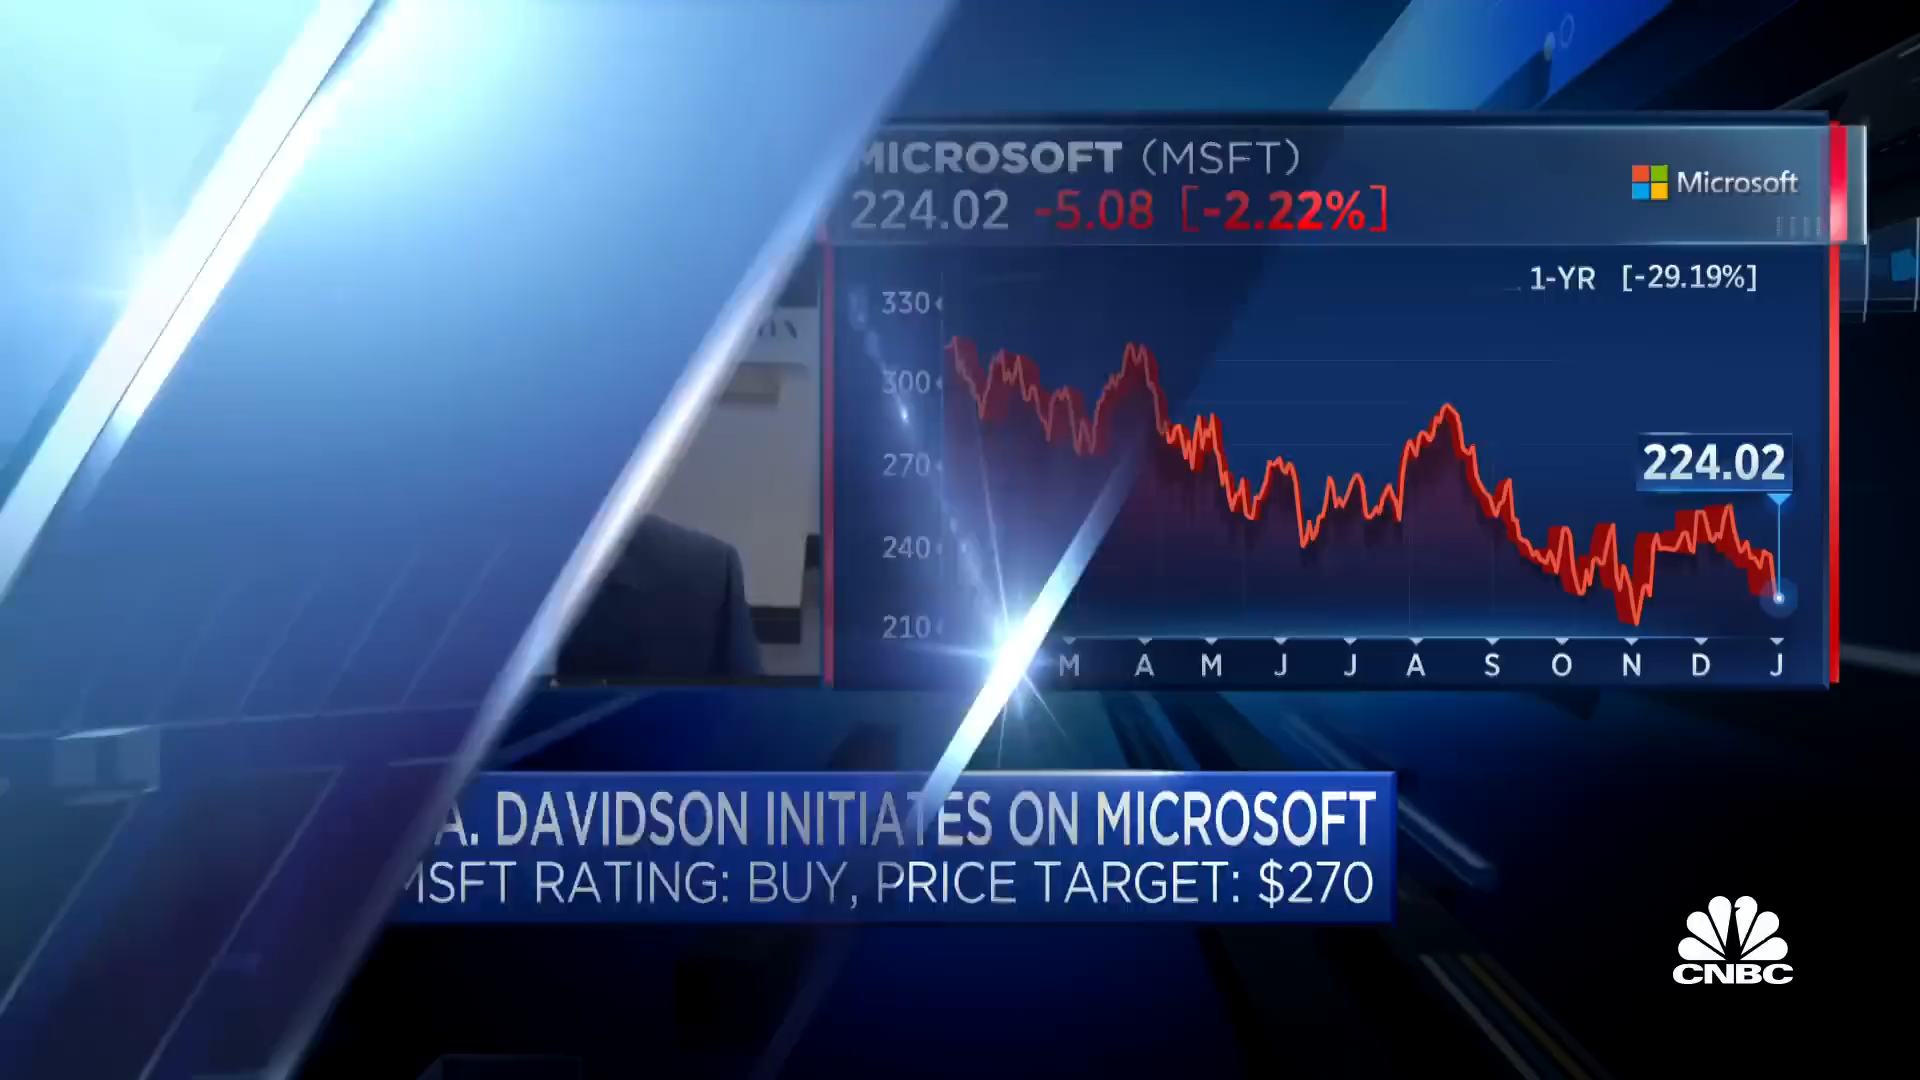 MICROSOFT (MSFT)
224.02 -5.08 [-2.22%]
Microsoft
1-YR [-29.19%]
330
300
270
240
210
224.02
M A M J J A S O N D J
A. DAVIDSON INITIATES ON MICROSOFT
MSFT RATING: BUY, PRICE TARGET: $270
CNBC